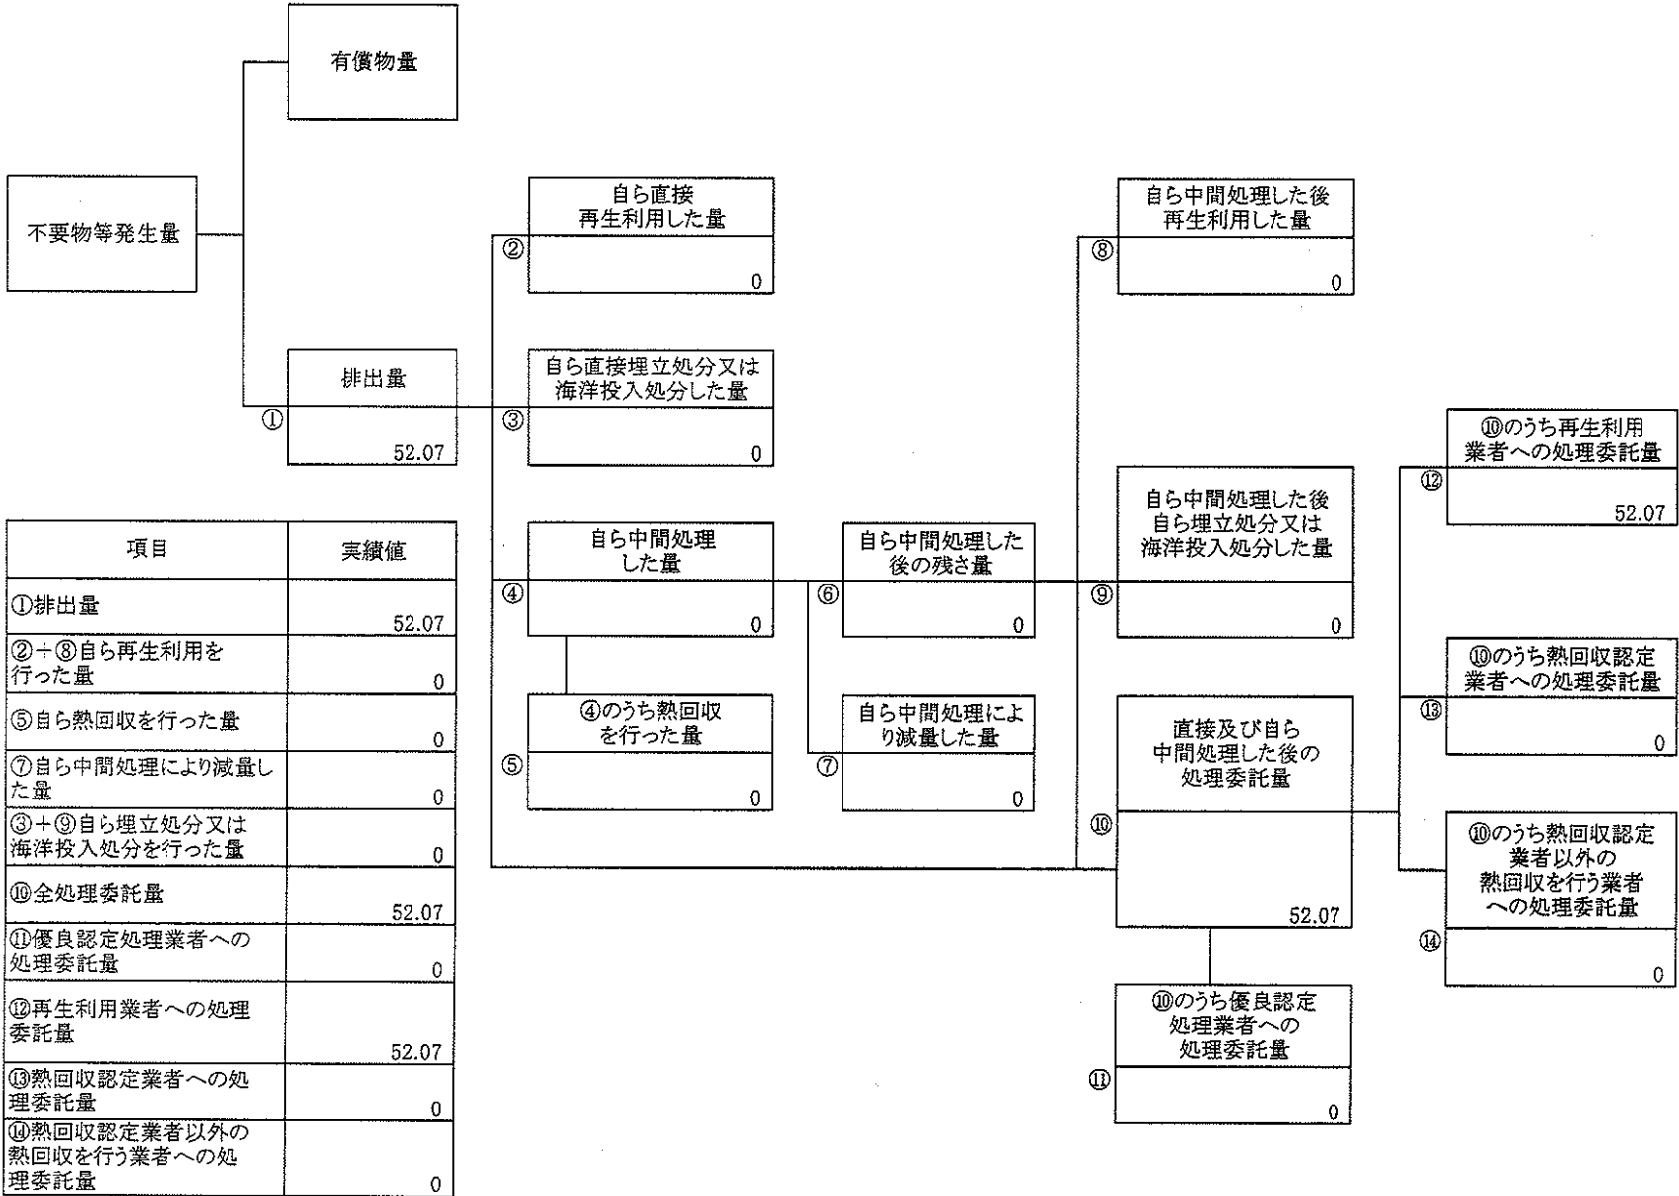 有償物量
不要物等発生量
自ら直接
再生利用した量
②
0
自ら中間処理した後
再生利用した量
⑧
0
排出量
①
52.07
自ら直接埋立処分又は
海洋投入処分した量
③
0
⑩のうち再生利用
業者への処理委託量
⑫
52.07
自ら中間処理
した量
④
0
自ら中間処理した
後の残さ量
⑥
0
自ら中間処理した後
自ら埋立処分又は
海洋投入処分した量
⑨
0
⑩のうち熱回収認定
業者への処理委託量
⑬
0
④のうち熱回収
を行った量
⑤
0
自ら中間処理によ
り減量した量
⑦
0
直接及び自ら
中間処理した後の
処理委託量
⑩
52.07
⑩のうち熱回収認定
業者以外の
熱回収を行う業者
への処理委託量
⑭
0
⑩のうち優良認定
処理業者への
処理委託量
⑪
0
項目 実績値
①排出量
52.07
②＋⑧自ら再生利用を
行った量
0
⑤自ら熱回収を行った量
0
⑦自ら中間処理により減量し
た量
0
③＋⑨自ら埋立処分又は
海洋投入処分を行った量
0
⑩全処理委託量
52.07
⑪優良認定処理業者への
処理委託量
0
⑫再生利用業者への処理
委託量
52.07
⑬熱回収認定業者への処
理委託量
0
⑭熱回収認定業者以外の
熱回収を行う業者への処
理委託量
0